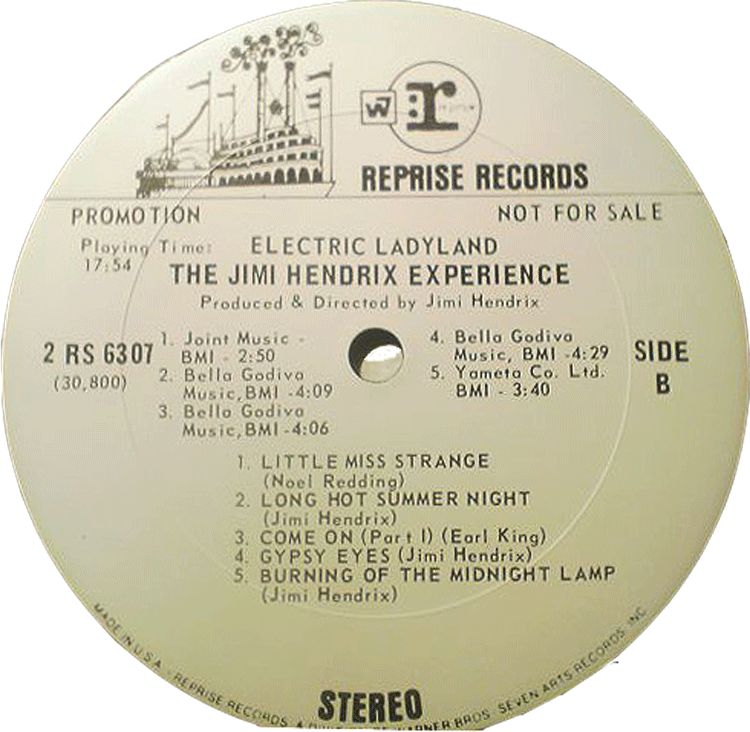 W
r
reprise
REPRISE RECORDS
PROMOTION
NOT FOR SALE
Playing Time:
17:54
ELECTRIC LADYLAND
THE JIMI HENDRIX EXPERIENCE
Produced & Directed by Jimi Hendrix
2 RS 6307
(30,800)
1. Joint Music -
BMI - 2:50
2. Bella Godiva
Music, BMI -4:09
3. Bella Godiva
Music, BMI -4:06
4. Bella Godiva
Music, BMI -4:29
5. Yameta Co. Ltd.
BMI - 3:40
SIDE
B
1. LITTLE MISS STRANGE
(Noel Redding)
2. LONG HOT SUMMER NIGHT
(Jimi Hendrix)
3. COME ON (Part I) (Earl King)
4. GYPSY EYES (Jimi Hendrix)
5. BURNING OF THE MIDNIGHT LAMP
(Jimi Hendrix)
STEREO
MADE IN U.S.A. - REPRISE RECORDS, A BROS. SEVEN ARTS RECORDS, INC